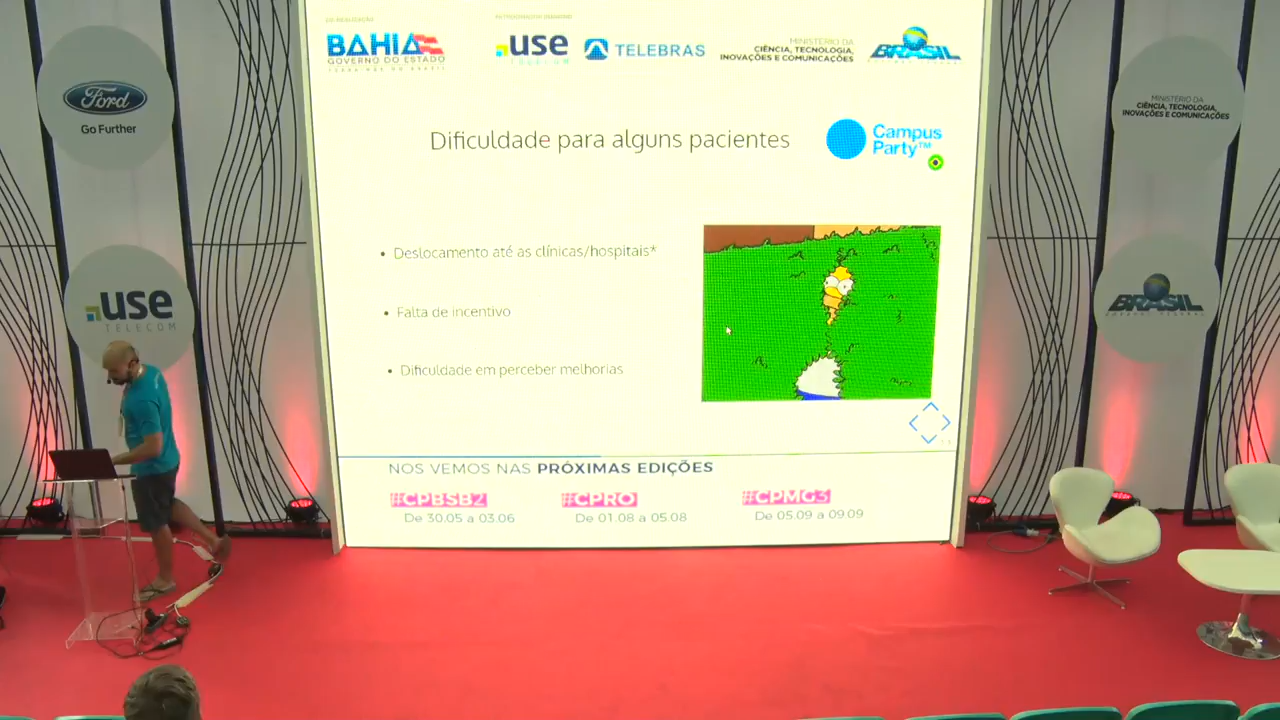 BAHIA
GOVERNO DO ESTADO
use
TELECOM
TELEBRAS
MINISTÉRIO DA
CIÊNCIA, TECNOLOGIA,
INOVAÇÕES E COMUNICAÇÕES
BRASIL
Ford
Go Further
MINISTÉRIO DA
CIÊNCIA, TECNOLOGIA,
INOVAÇÕES E COMUNICAÇÕES
Dificuldade para alguns pacientes
Campus
Party™
• Deslocamento até as clínicas/hospitais*
• Falta de incentivo
• Dificuldade em perceber melhorias
use
TELECOM
BRASIL
NOS VEMOS NAS PRÓXIMAS EDIÇÕES
#CPBSB2
#CPRO
#CPMG3
De 30.05 a 03.06
De 01.08 a 05.08
De 05.09 a 09.09